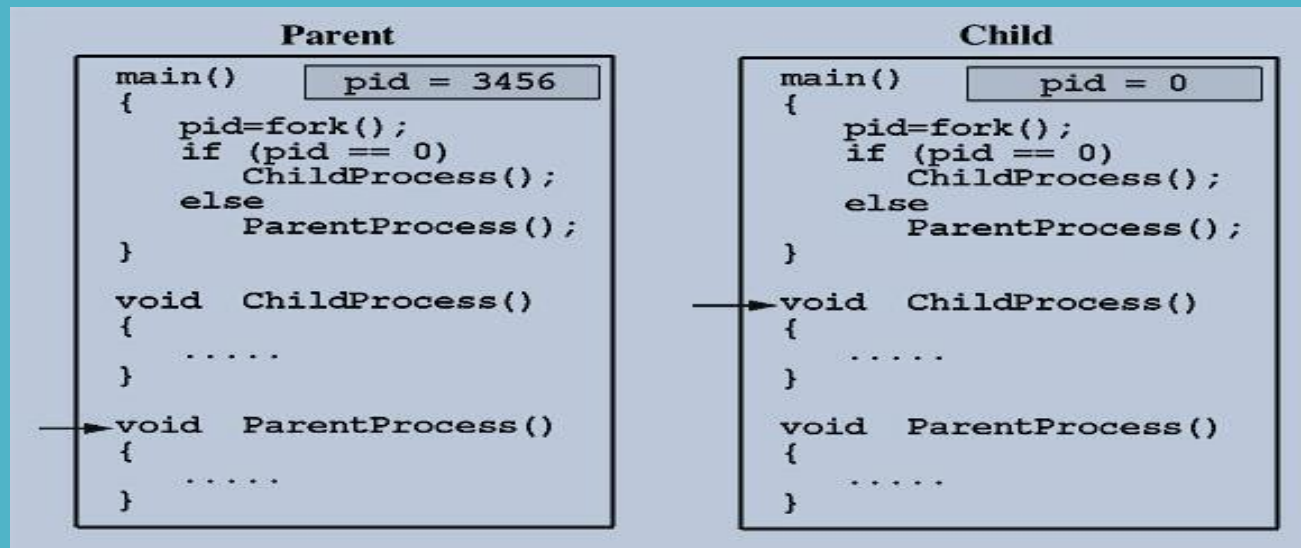 Parent
main()
pid = 3456
{
pid=fork();
if (pid == 0)
ChildProcess();
else
ParentProcess();
}
void ChildProcess()
{
.....
}
void ParentProcess()
{
.....
}
Child
main()
pid = 0
{
pid=fork();
if (pid == 0)
ChildProcess();
else
ParentProcess();
}
void ChildProcess()
{
.....
}
void ParentProcess()
{
.....
}